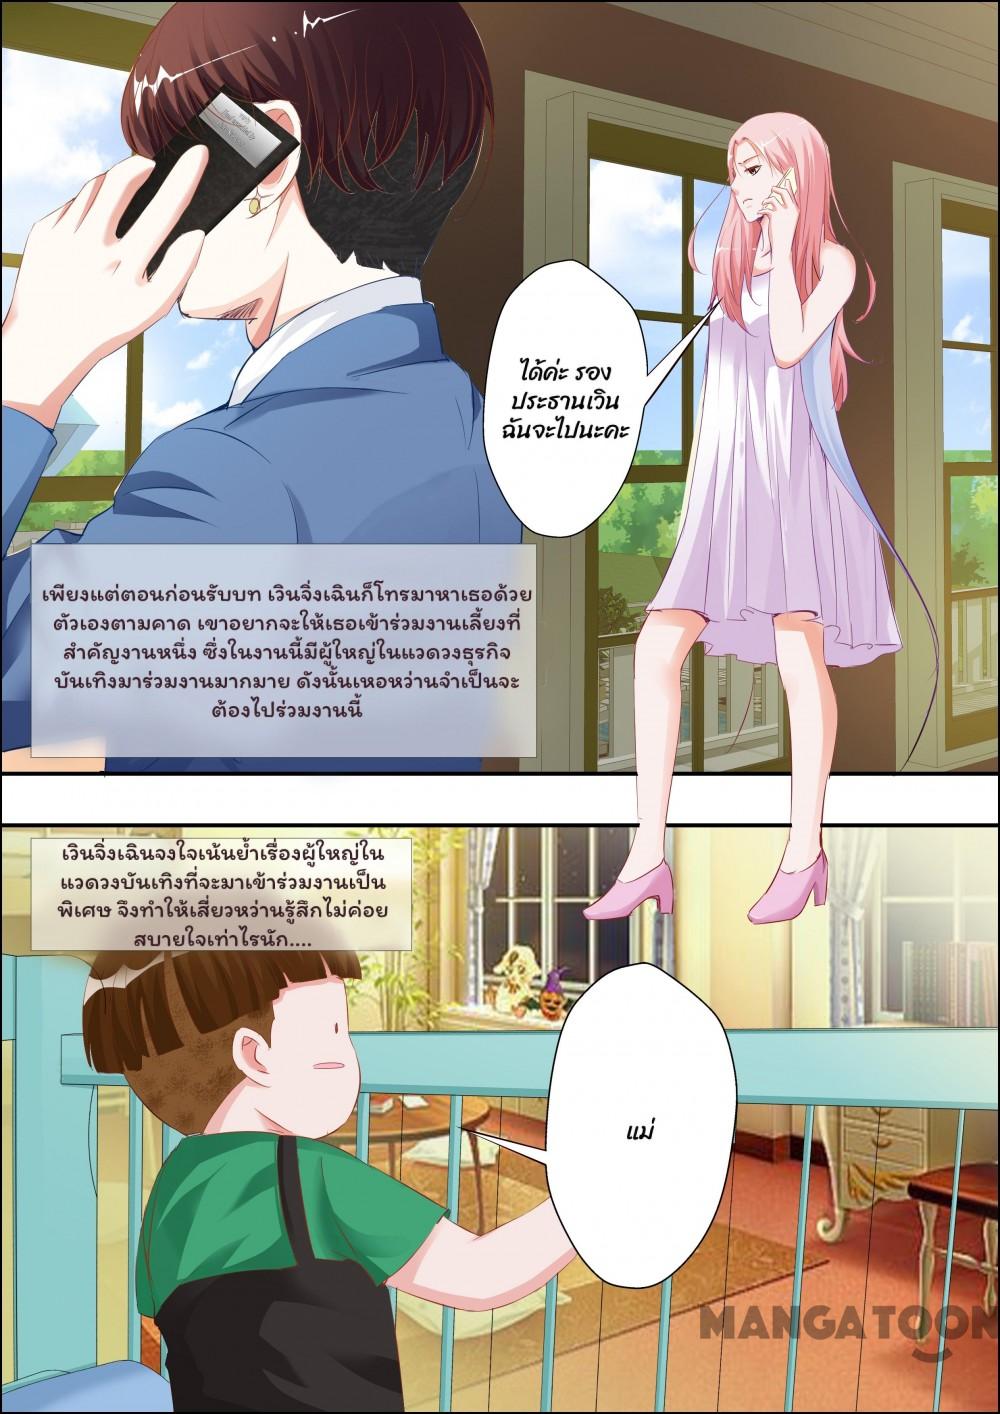 ได้ค่ะ รอง
ประธานเวิน
ฉันจะไปนะคะ
เพียงแต่ตอนก่อนรับบท เวินจิ่งเฉินก็โทรมาหาเธอด้วย
ตัวเองตามคาด เขาอยากจะให้เธอเข้าร่วมงานเลี้ยงที่
สำคัญงานหนึ่ง ซึ่งในงานนี้มีผู้ใหญ่ในแวดวงธุรกิจ
บันเทิงมาร่วมงานมากมาย ดังนั้นเหอหว่านจำเป็นจะ
ต้องไปร่วมงานนี้
เวินจิ่งเฉินจงใจเน้นย้ำเรื่องผู้ใหญ่ใน
แวดวงบันเทิงที่จะมาเข้าร่วมงานเป็น
พิเศษ จึงทำให้เสี่ยวหว่านรู้สึกไม่ค่อย
สบายใจเท่าไรนัก....
แม่
MANGATOON